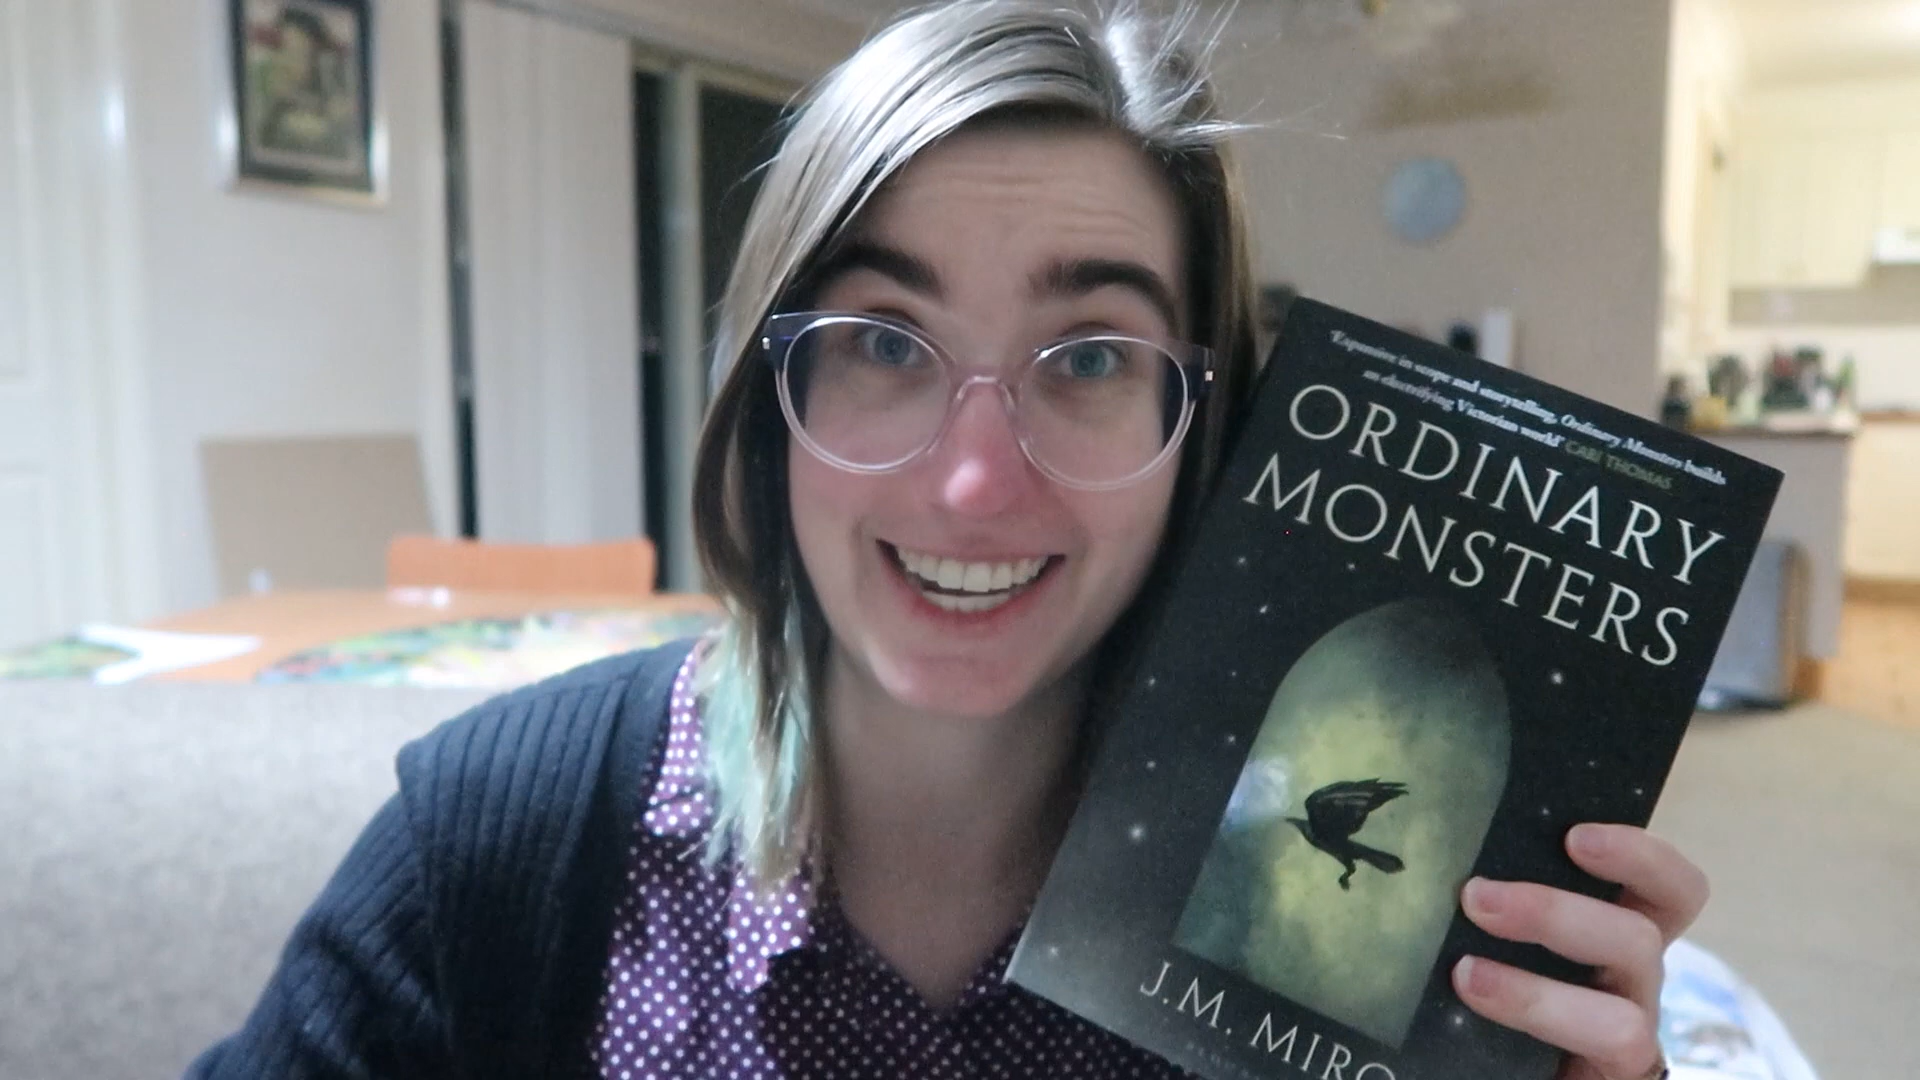 'Expansive in scope and storytelling, Ordinary Monsters builds
an electrifying Victorian world' CARI THOMAS
ORDINARY
MONSTERS
J.M. MIRO